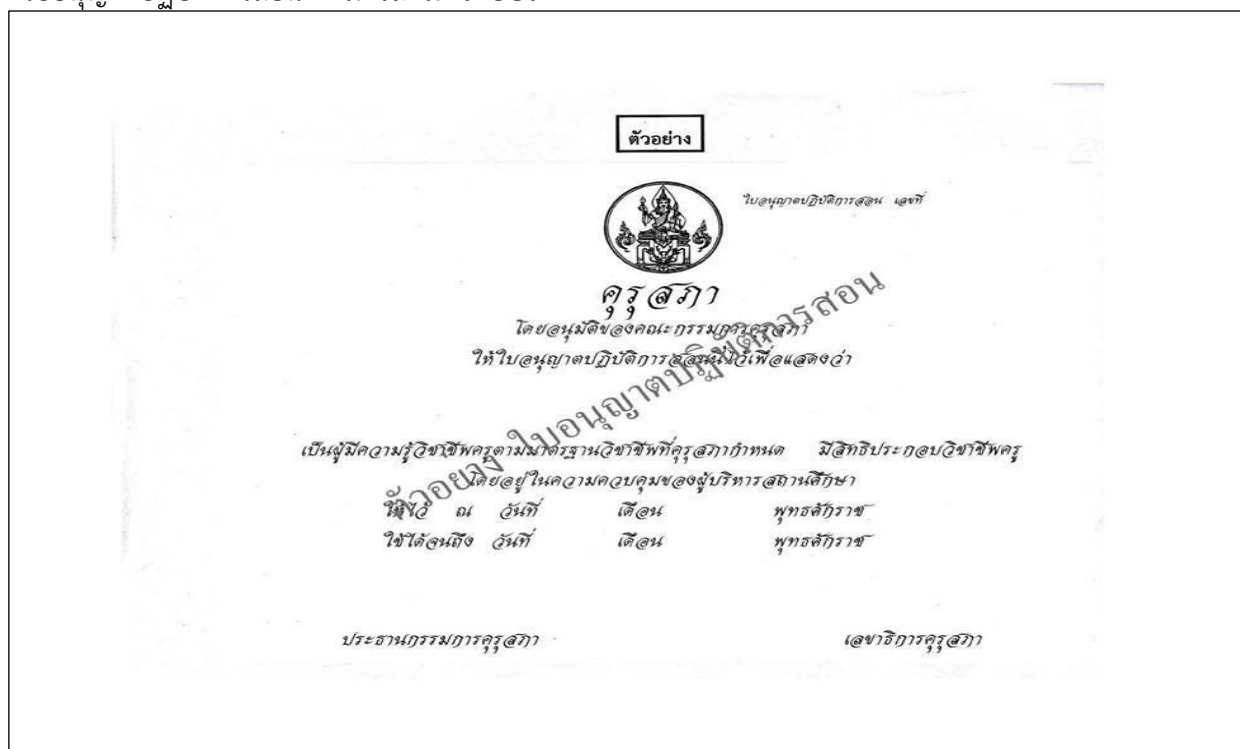 ตัวอย่าง
ใบอนุญาตปฏิบัติการสอน เลขที่
คุรุสภา
โดยอนุมัติของคณะกรรมการคุรุสภา
ให้ใบอนุญาตปฏิบัติการสอนนี้ไว้เพื่อแสดงว่า
ตัวอย่าง ใบอนุญาตปฏิบัติการสอน
เป็นผู้มีความรู้วิชาชีพครูตามมาตรฐานวิชาชีพที่คุรุสภากำหนด มีสิทธิประกอบวิชาชีพครู
โดยอยู่ในความควบคุมของผู้บริหารสถานศึกษา
ให้ไว้ ณ วันที่ เดือน พุทธศักราช
ใช้ได้จนถึง วันที่ เดือน พุทธศักราช
ประธานกรรมการคุรุสภา เลขาธิการคุรุสภา